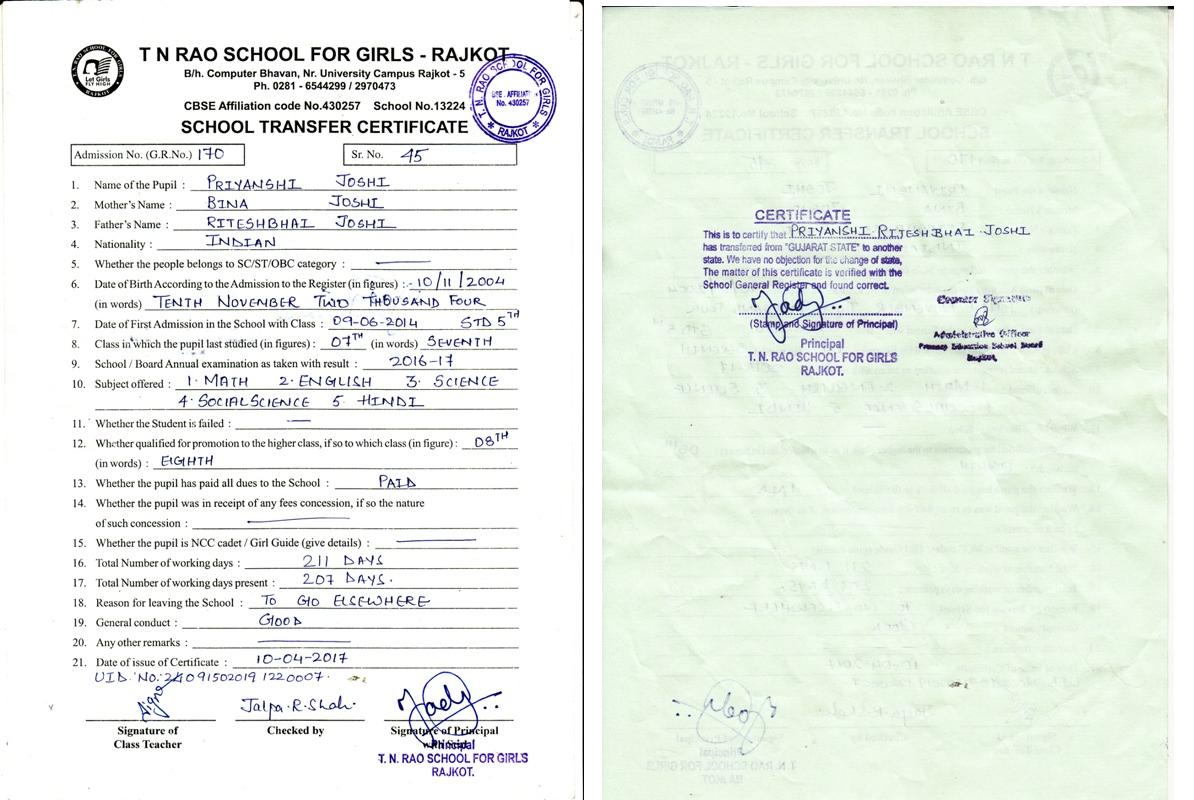 T N RAO SCHOOL FOR GIRLS - RAJKOT
B/h. Computer Bhavan, Nr. University Campus Rajkot - 5
Ph. 0281 - 6544299 / 2970473
CBSE Affiliation code No.430257 School No.13224
SCHOOL TRANSFER CERTIFICATE
T. N. RAO SCHOOL FOR GIRLS
No. 430257
* RAJKOT *
Let Girls
FLY HIGH
RAJKOT
Admission No. (G.R.No.) 170 Sr. No. 45
1. Name of the Pupil : PRIYANSHI JOSHI
2. Mother's Name : BINA JOSHI
3. Father's Name : RITESHBHAI JOSHI
4. Nationality : INDIAN
5. Whether the people belongs to SC/ST/OBC category :
6. Date of Birth According to the Admission to the Register (in figures) :- 10/11/2004
(in words) TENTH NOVEMBER TWO THOUSAND FOUR
7. Date of First Admission in the School with Class : 09-06-2014 STD 5TH
8. Class in which the pupil last studied (in figures) : 07TH (in words) SEVENTH
9. School / Board Annual examination as taken with result : 2016-17
10. Subject offered : 1. MATH 2. ENGLISH 3. SCIENCE
4. SOCIAL SCIENCE 5. HINDI
11. Whether the Student is failed :
12. Whether qualified for promotion to the higher class, if so to which class (in figure) : 08TH
(in words) : EIGHTH
13. Whether the pupil has paid all dues to the School : PAID
14. Whether the pupil was in receipt of any fees concession, if so the nature
of such concession :
15. Whether the pupil is NCC cadet / Girl Guide (give details) :
16. Total Number of working days : 211 DAYS
17. Total Number of working days present : 207 DAYS.
18. Reason for leaving the School : TO GO ELSEWHERE
19. General conduct : GOOD
20. Any other remarks :
21. Date of issue of Certificate : 10-04-2017
Jalpa.R.Shah.
Signature of Class Teacher Checked by Signature of Principal
Principal
T. N. RAO SCHOOL FOR GIRLS
RAJKOT.
CERTIFICATE
This is to certify that PRIYANSHI RITESHBHAI JOSHI
has transferred from "GUJARAT STATE" to another
state. We have no objection for the change of state,
The matter of this certificate is verified with the
School General Register and found correct.
(Stamp and Signature of Principal)
Principal
T. N. RAO SCHOOL FOR GIRLS
RAJKOT.
Counter Signature
Administrative Officer
Primary Education School Board
Rajkot.